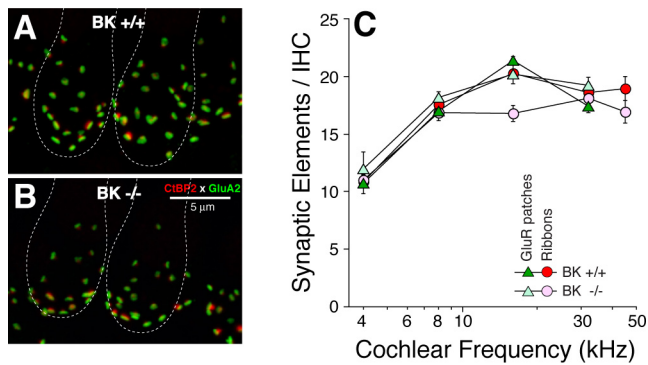 A
BK +/+
B
BK -/-
CtBP2 x GluA2
5 µm
C
Synaptic Elements / IHC
25
20
15
10
5
0
GluR patches
Ribbons
BK +/+
BK -/-
4 6 8 10 30 50
Cochlear Frequency (kHz)